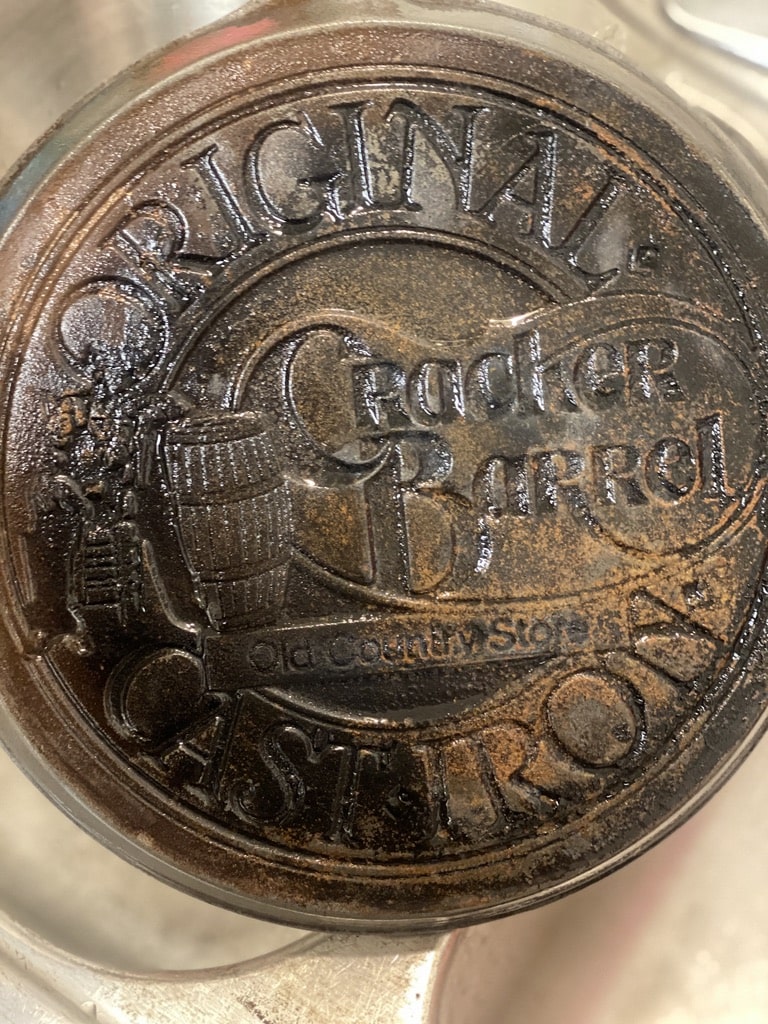 ORIGINAL
Cracker
Barrel
Old Country Store
CAST IRON